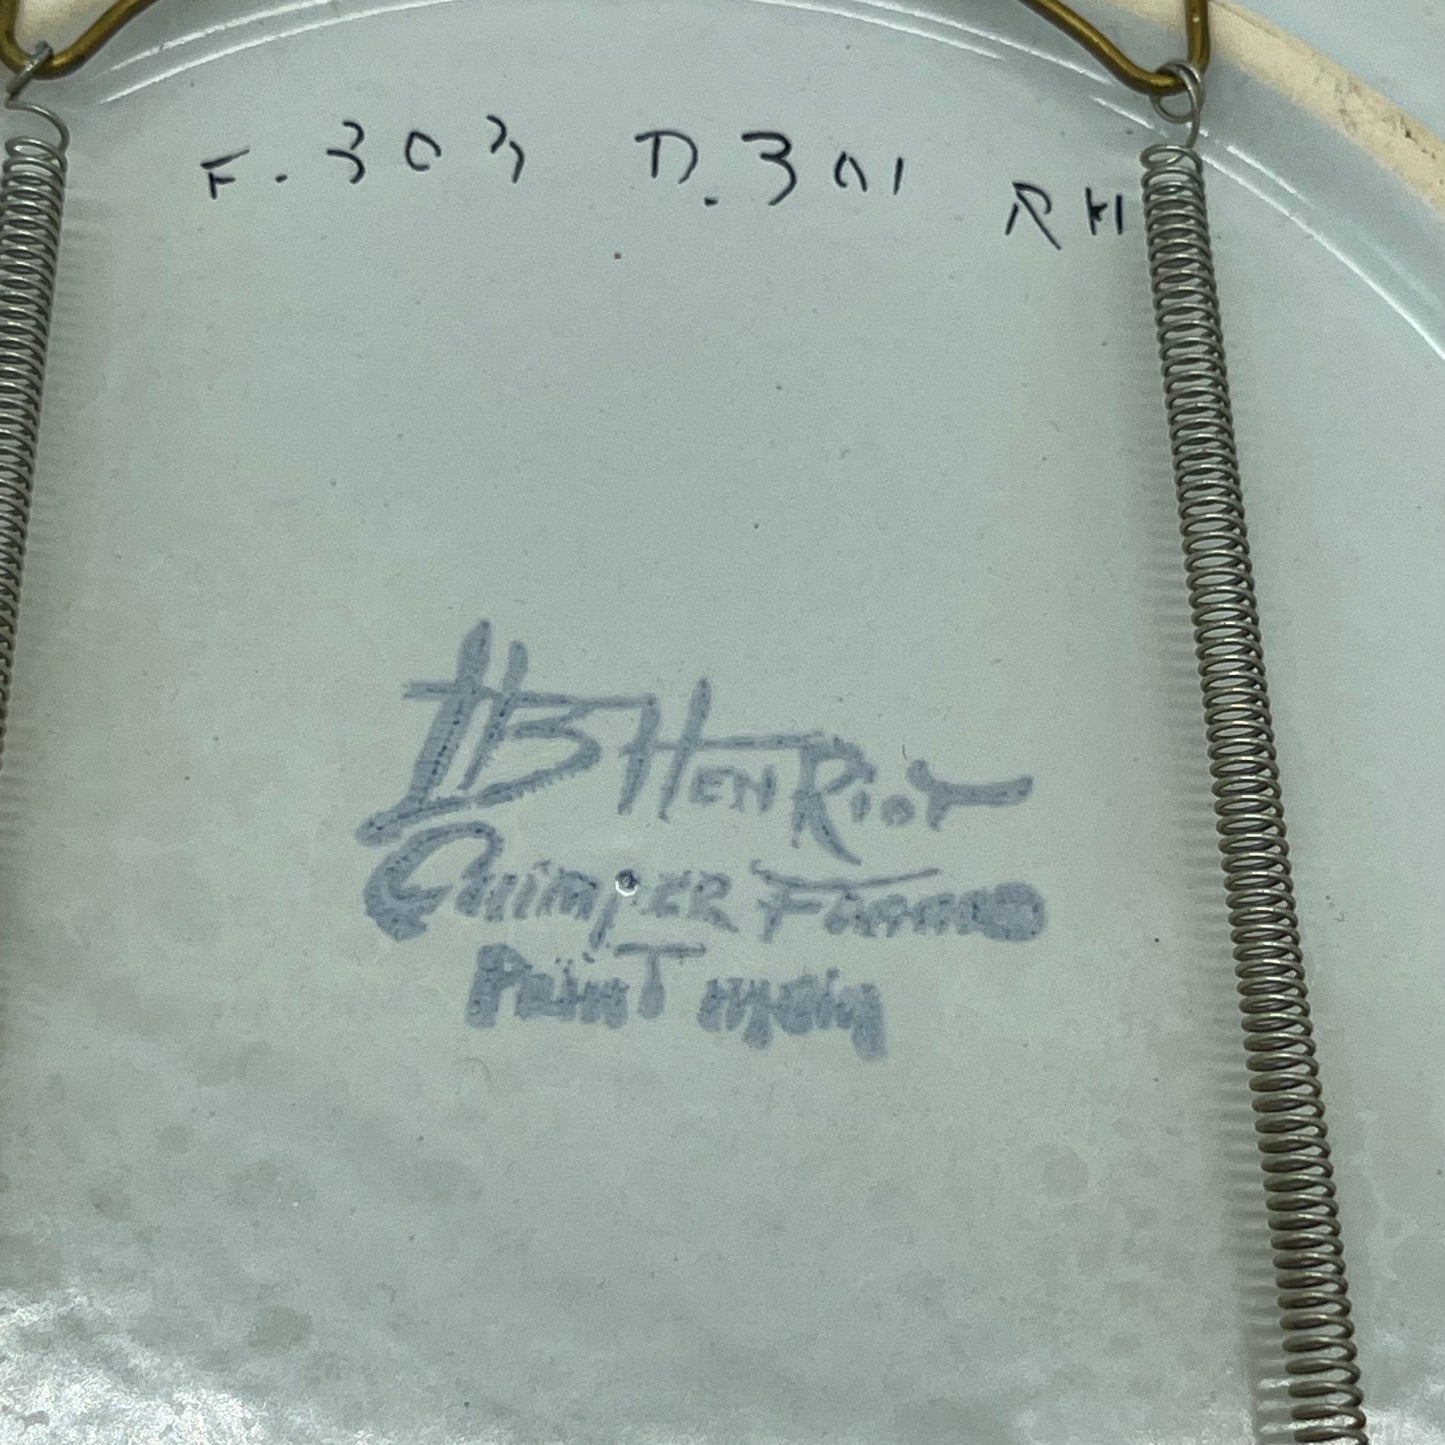 F.303 D.301 RH
HB HenRioT
Quimper France
PeinT main